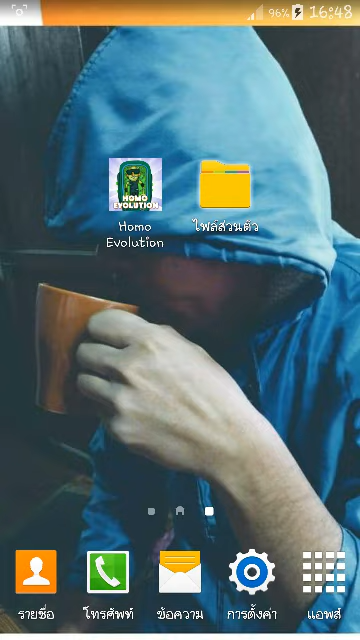 96% 16:48
HOMO
EVOLUTION
Homo
Evolution
ไฟล์ส่วนตัว
รายชื่อ
โทรศัพท์
ข้อความ
การตั้งค่า
แอพส์